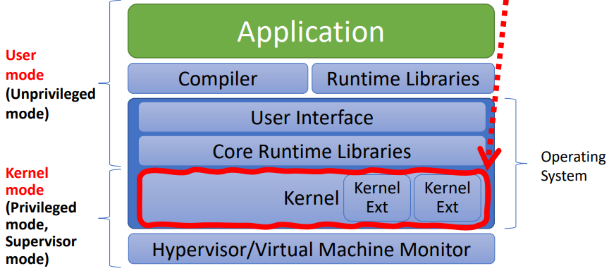 Application
User
mode
(Unprivileged
mode)
Compiler
Runtime Libraries
User Interface
Core Runtime Libraries
Operating
System
Kernel
mode
(Privileged
mode,
Supervisor
mode)
Kernel
Kernel
Ext
Kernel
Ext
Hypervisor/Virtual Machine Monitor